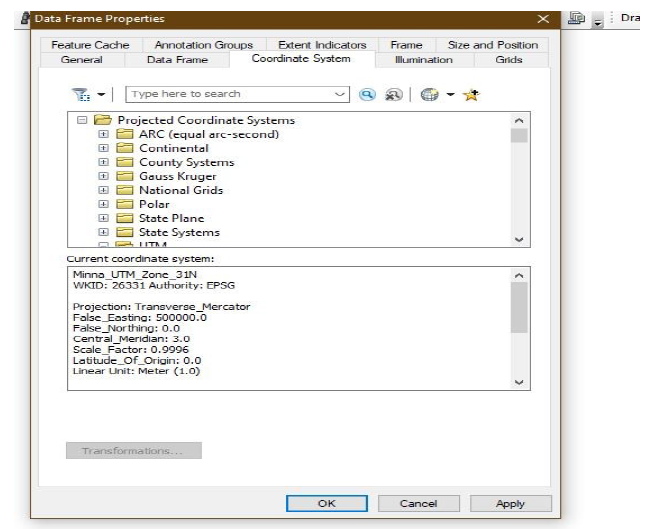 Data Frame Properties
Dra
Feature Cache Annotation Groups Extent Indicators Frame Size and Position
General Data Frame Coordinate System Illumination Grids
Type here to search
Projected Coordinate Systems
ARC (equal arc-second)
Continental
County Systems
Gauss Kruger
National Grids
Polar
State Plane
State Systems
UTM
Current coordinate system:
Minna_UTM_Zone_31N
WKID: 26331 Authority: EPSG
Projection: Transverse_Mercator
False_Easting: 500000.0
False_Northing: 0.0
Central_Meridian: 3.0
Scale_Factor: 0.9996
Latitude_Of_Origin: 0.0
Linear Unit: Meter (1.0)
Transformations...
OK Cancel Apply